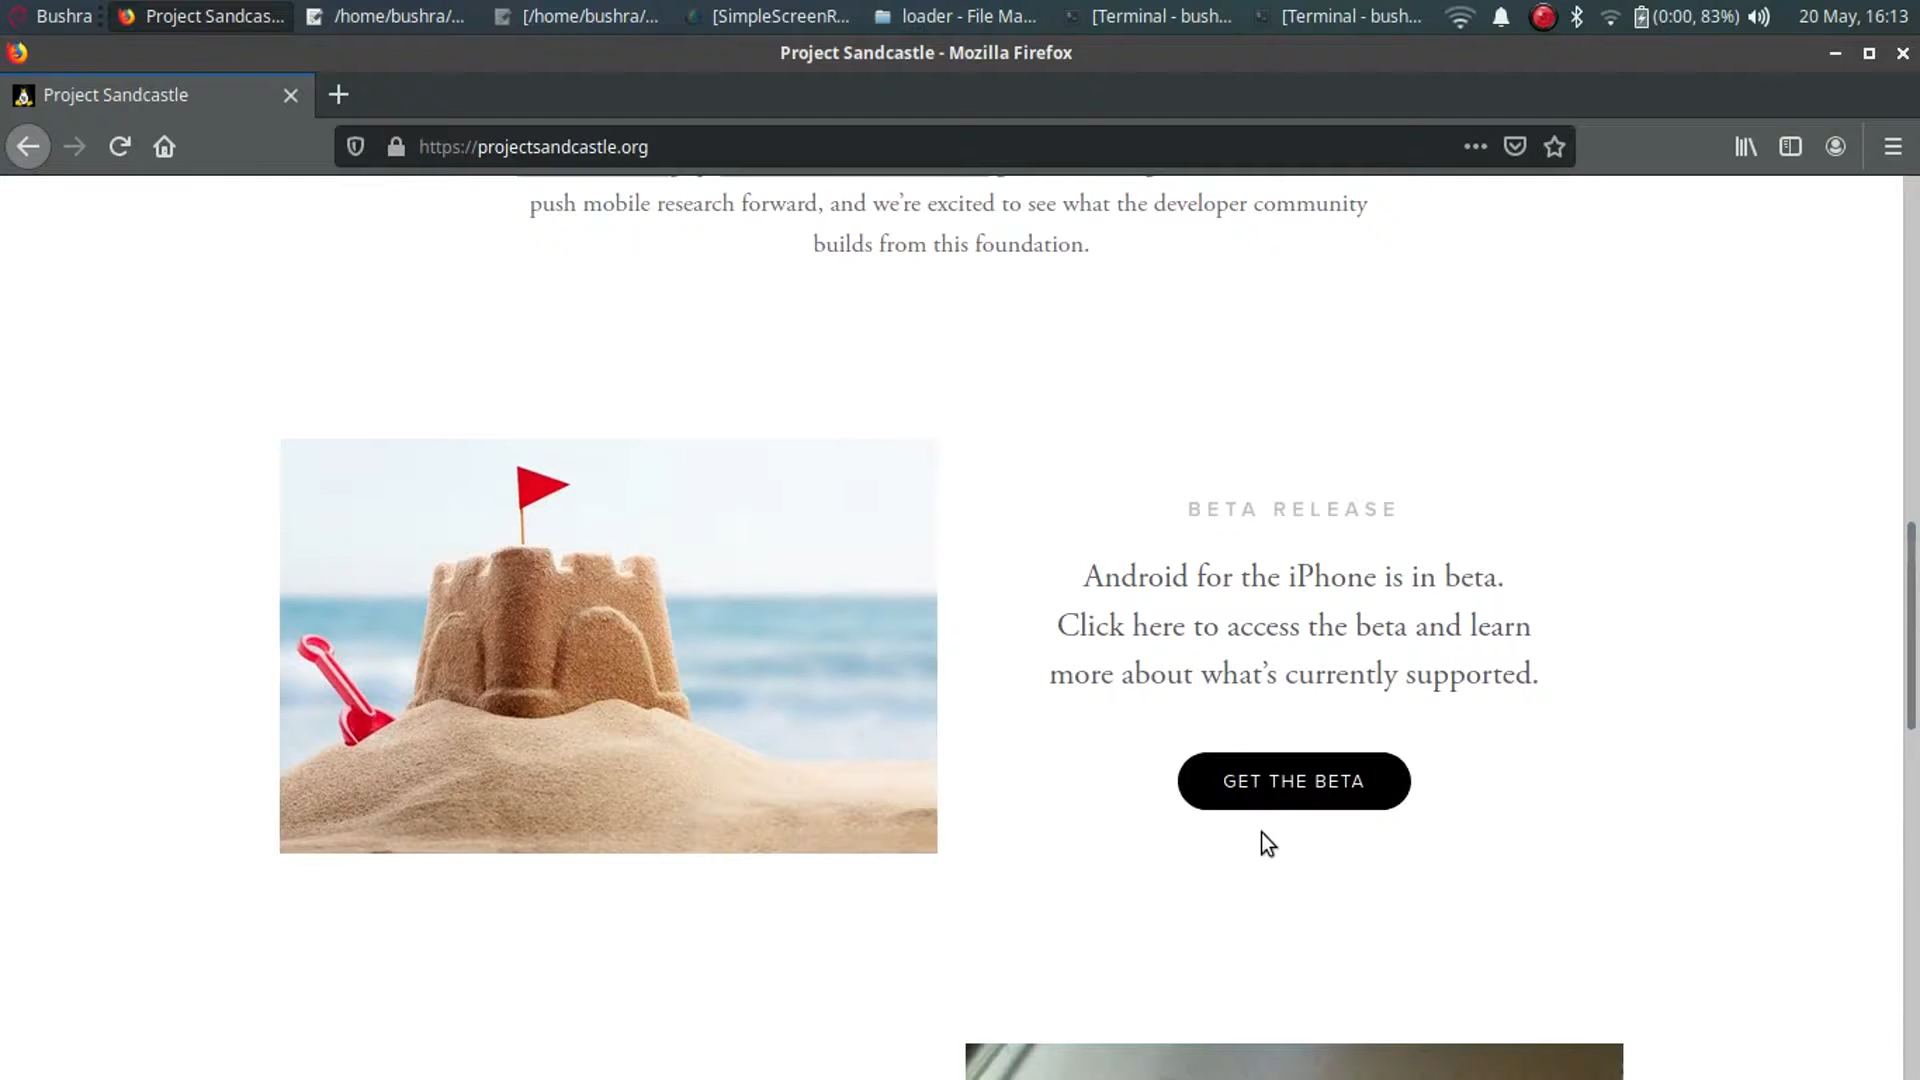 Bushra
Project Sandcas...
/home/bushra/...
[/home/bushra/...
[SimpleScreenR...
loader - File Ma...
[Terminal - bush...
[Terminal - bush...
(0:00, 83%)
20 May, 16:13
Project Sandcastle - Mozilla Firefox
Project Sandcastle
https://projectsandcastle.org
push mobile research forward, and we’re excited to see what the developer community
builds from this foundation.
BETA RELEASE
Android for the iPhone is in beta.
Click here to access the beta and learn
more about what’s currently supported.
GET THE BETA